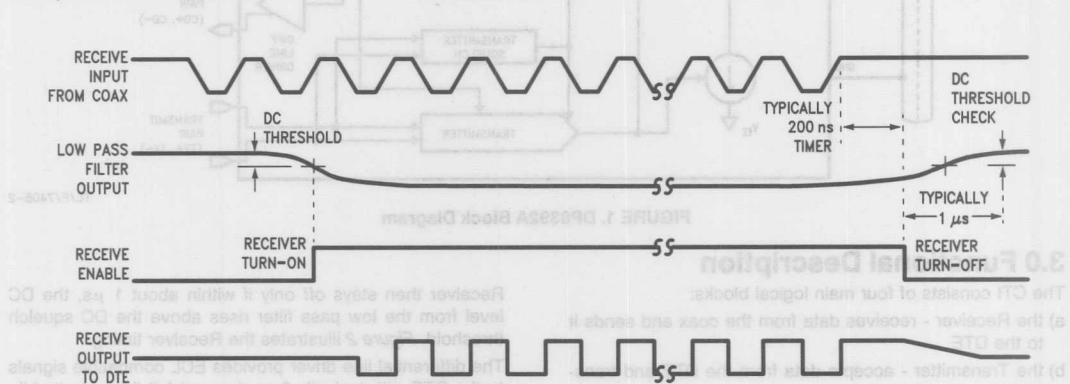 RECEIVE
INPUT
FROM COAX
DC
THRESHOLD
TYPICALLY
200 ns
TIMER
DC
THRESHOLD
CHECK
LOW PASS
FILTER
OUTPUT
TYPICALLY
1 μs
RECEIVE
ENABLE
RECEIVER
TURN-ON
RECEIVER
TURN-OFF
RECEIVE
OUTPUT
TO DTE
FIGURE 1. DP8392A Block Diagram
3.0 Functional Description
The CTI consists of four main logical blocks:
a) the Receiver - receives data from the coax and sends it
to the DTE
b) the Transmitter - accepts data from the
Receiver then stays off only if within about 1 μs, the DC
level from the low pass filter rises above the DC squelch
threshold. Figure 2 illustrates the Receiver timing
The differential line driver provides ECL compatible signals
TRANSMITTER
TRANSMITTER